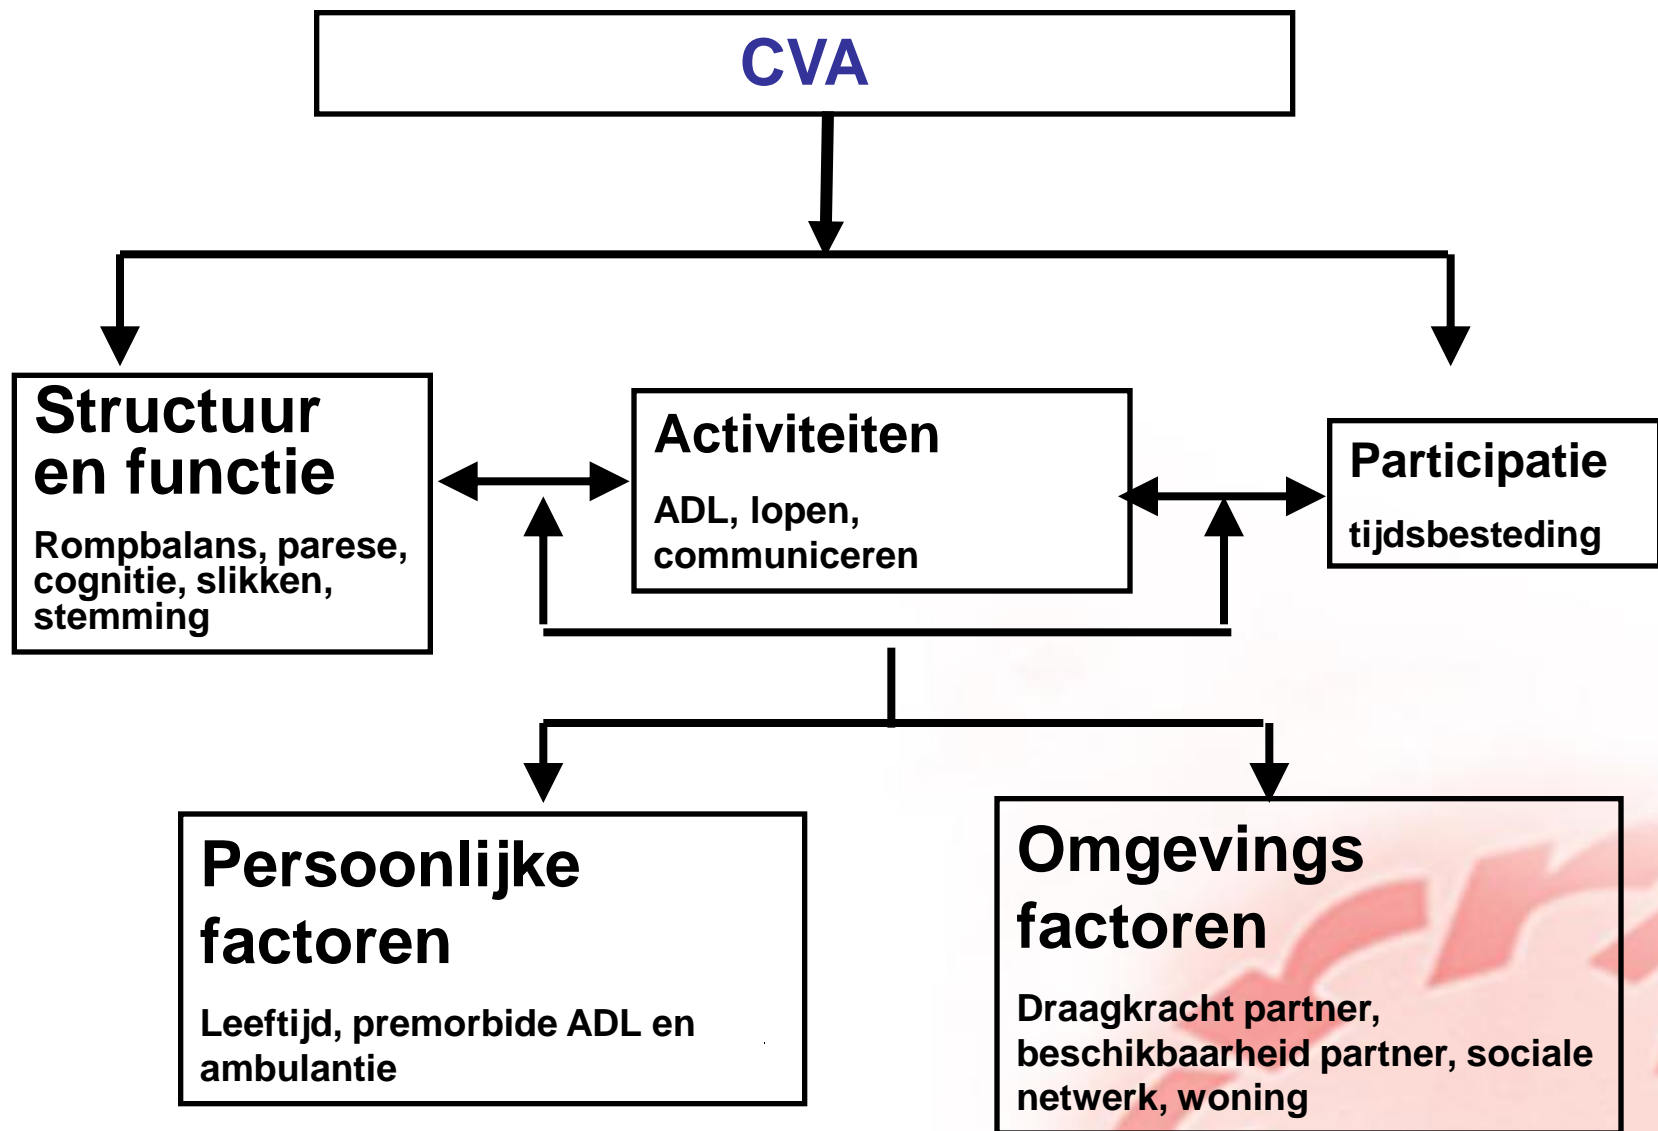 CVA
Structuur
en functie
Rompbalans, parese,
cognitie, slikken,
stemming
Activiteiten
ADL, lopen,
communiceren
Participatie
tijdsbesteding
Persoonlijke
factoren
Leeftijd, premorbide ADL en
ambulantie
Omgevings
factoren
Draagkracht partner,
beschikbaarheid partner, sociale
netwerk, woning